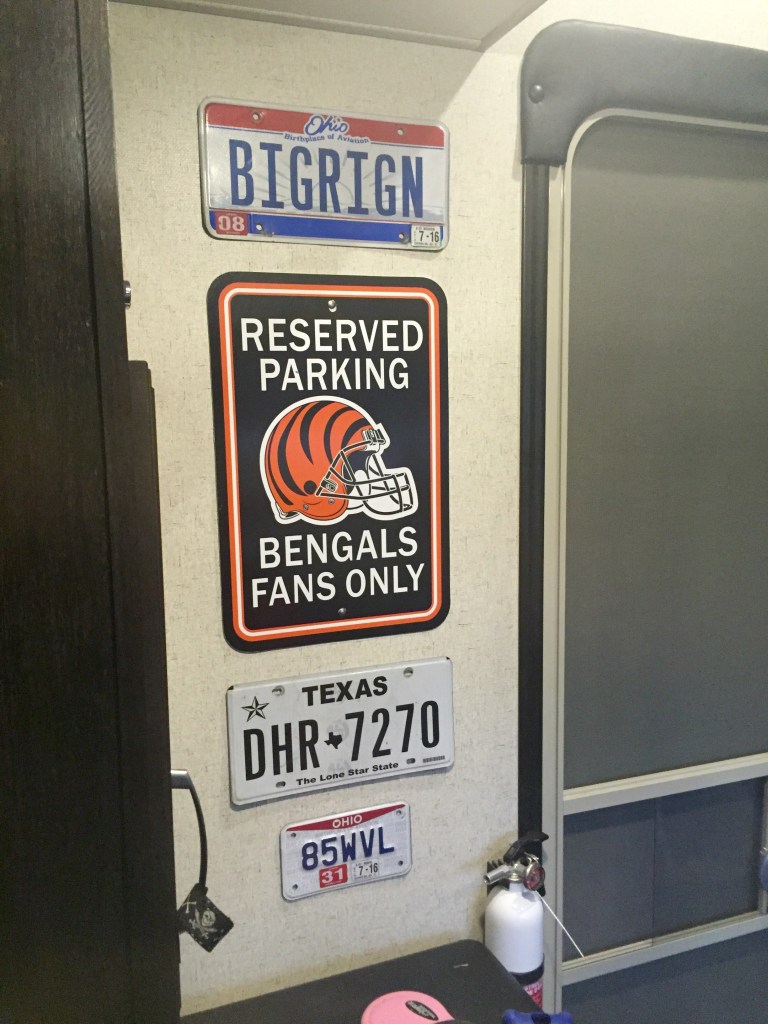 Ohio
Birthplace of Aviation
BIGRIGN
08
7-16
RESERVED
PARKING
BENGALS
FANS ONLY
TEXAS
DHR 7270
The Lone Star State
OHIO
85WVL
31
7-16